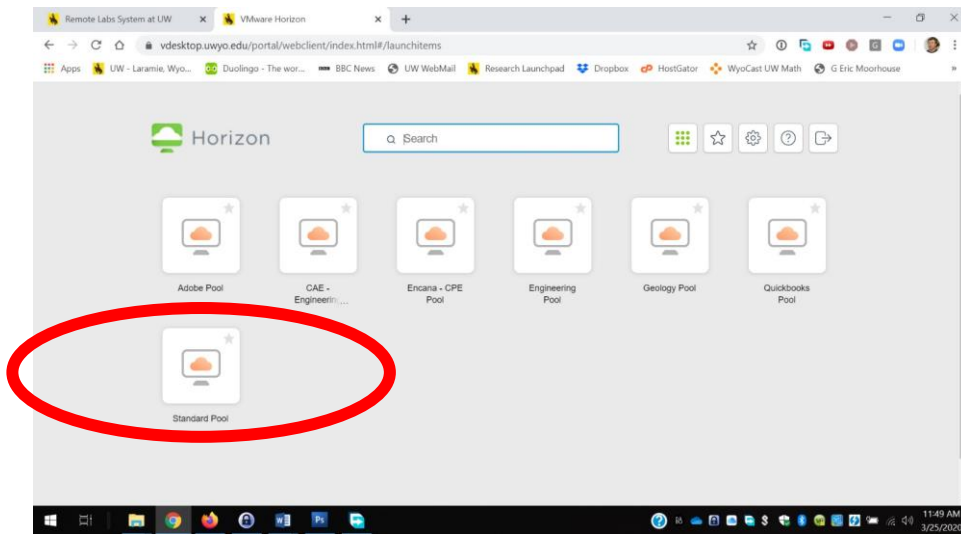 Remote Labs System at UW
VMware Horizon
vdesktop.uwyo.edu/portal/webclient/index.html#/launchitems
Apps
UW - Laramie, Wyo...
Duolingo - The wor...
BBC News
UW WebMail
Research Launchpad
Dropbox
HostGator
WyoCast UW Math
G Eric Moorhouse
Horizon
Search
Adobe Pool
CAE -
Engineering ...
Encana - CPE
Pool
Engineering
Pool
Geology Pool
Quickbooks
Pool
Standard Pool
11:49 AM
3/25/2020